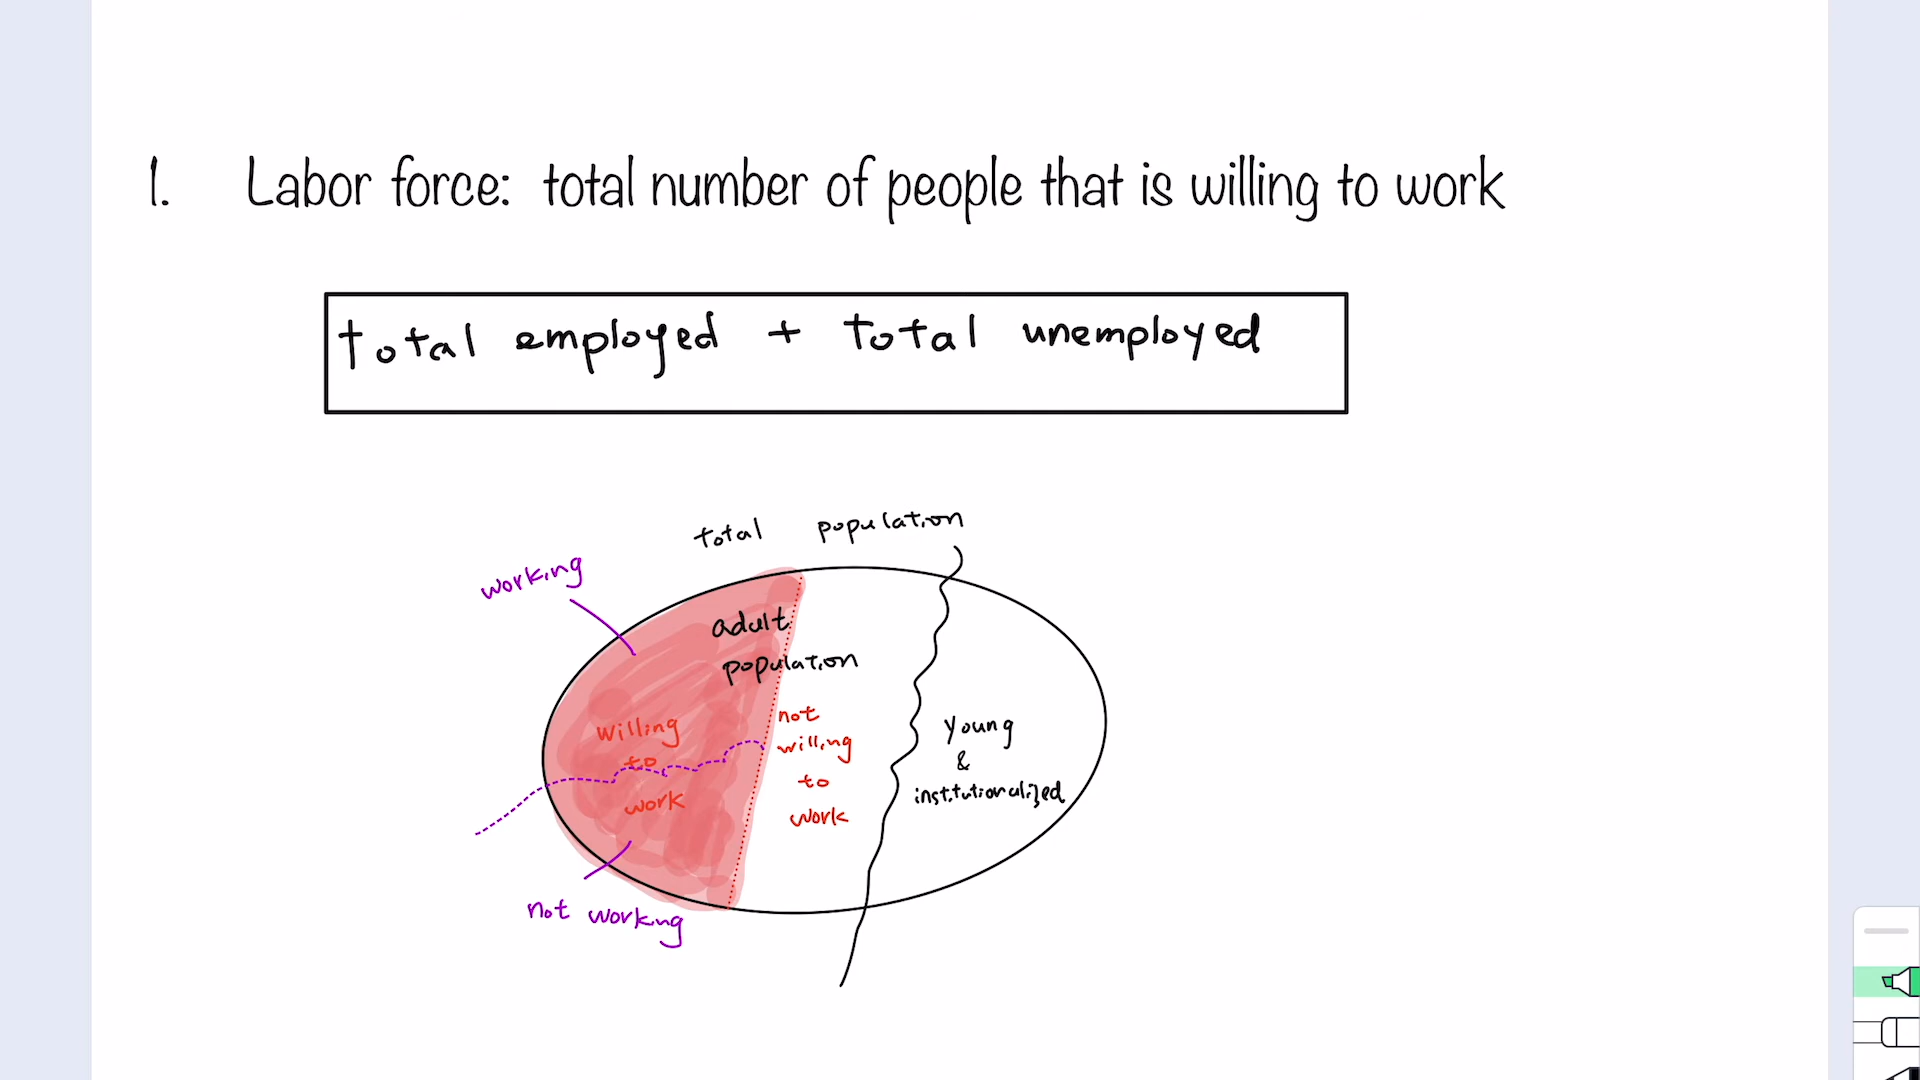 1. Labor force: total number of people that is willing to work
total employed + total unemployed
total population
working
adult
population
willing
to
work
not
willing
to
work
young
&
institutionalized
not working